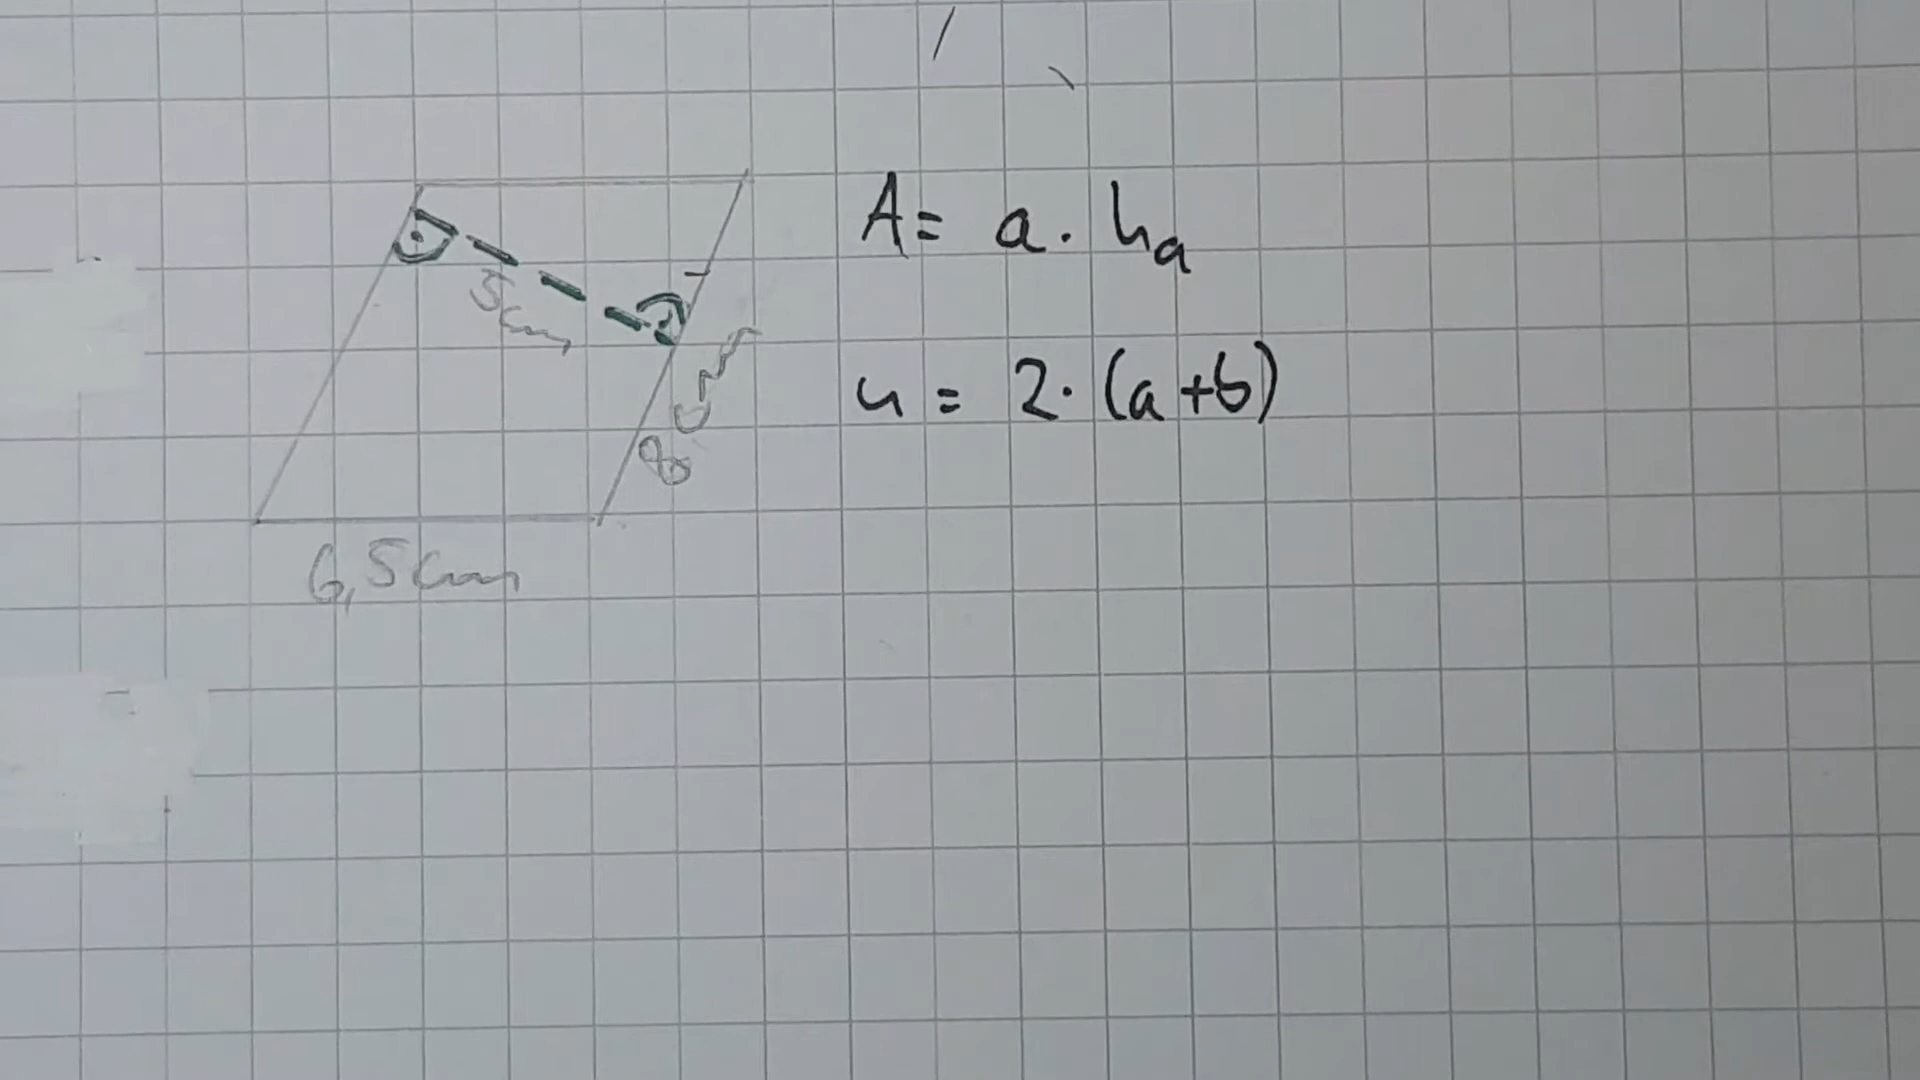 A = a · hₐ
5cm
8cm
u = 2 · (a+b)
6,5cm